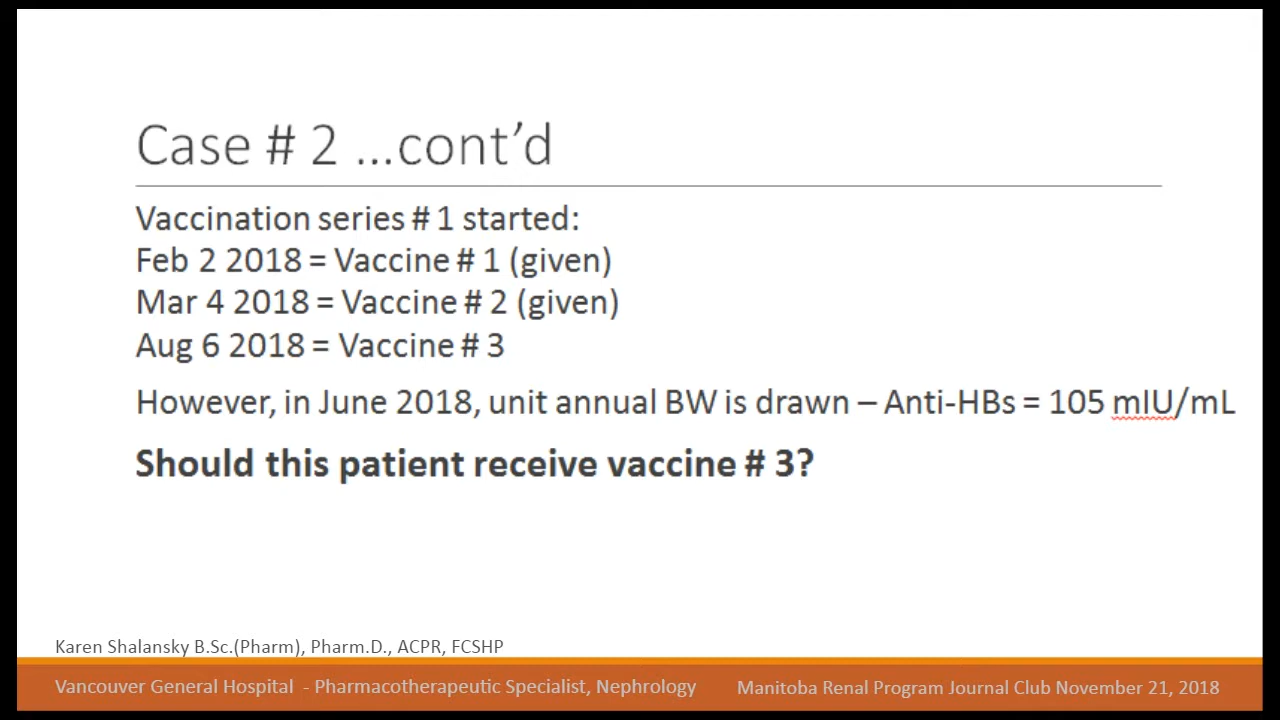 Case # 2 ...cont’d
Vaccination series # 1 started:
Feb 2 2018 = Vaccine # 1 (given)
Mar 4 2018 = Vaccine # 2 (given)
Aug 6 2018 = Vaccine # 3
However, in June 2018, unit annual BW is drawn – Anti-HBs = 105 mIU/mL
Should this patient receive vaccine # 3?
Karen Shalansky B.Sc.(Pharm), Pharm.D., ACPR, FCSHP
Vancouver General Hospital - Pharmacotherapeutic Specialist, Nephrology
Manitoba Renal Program Journal Club November 21, 2018